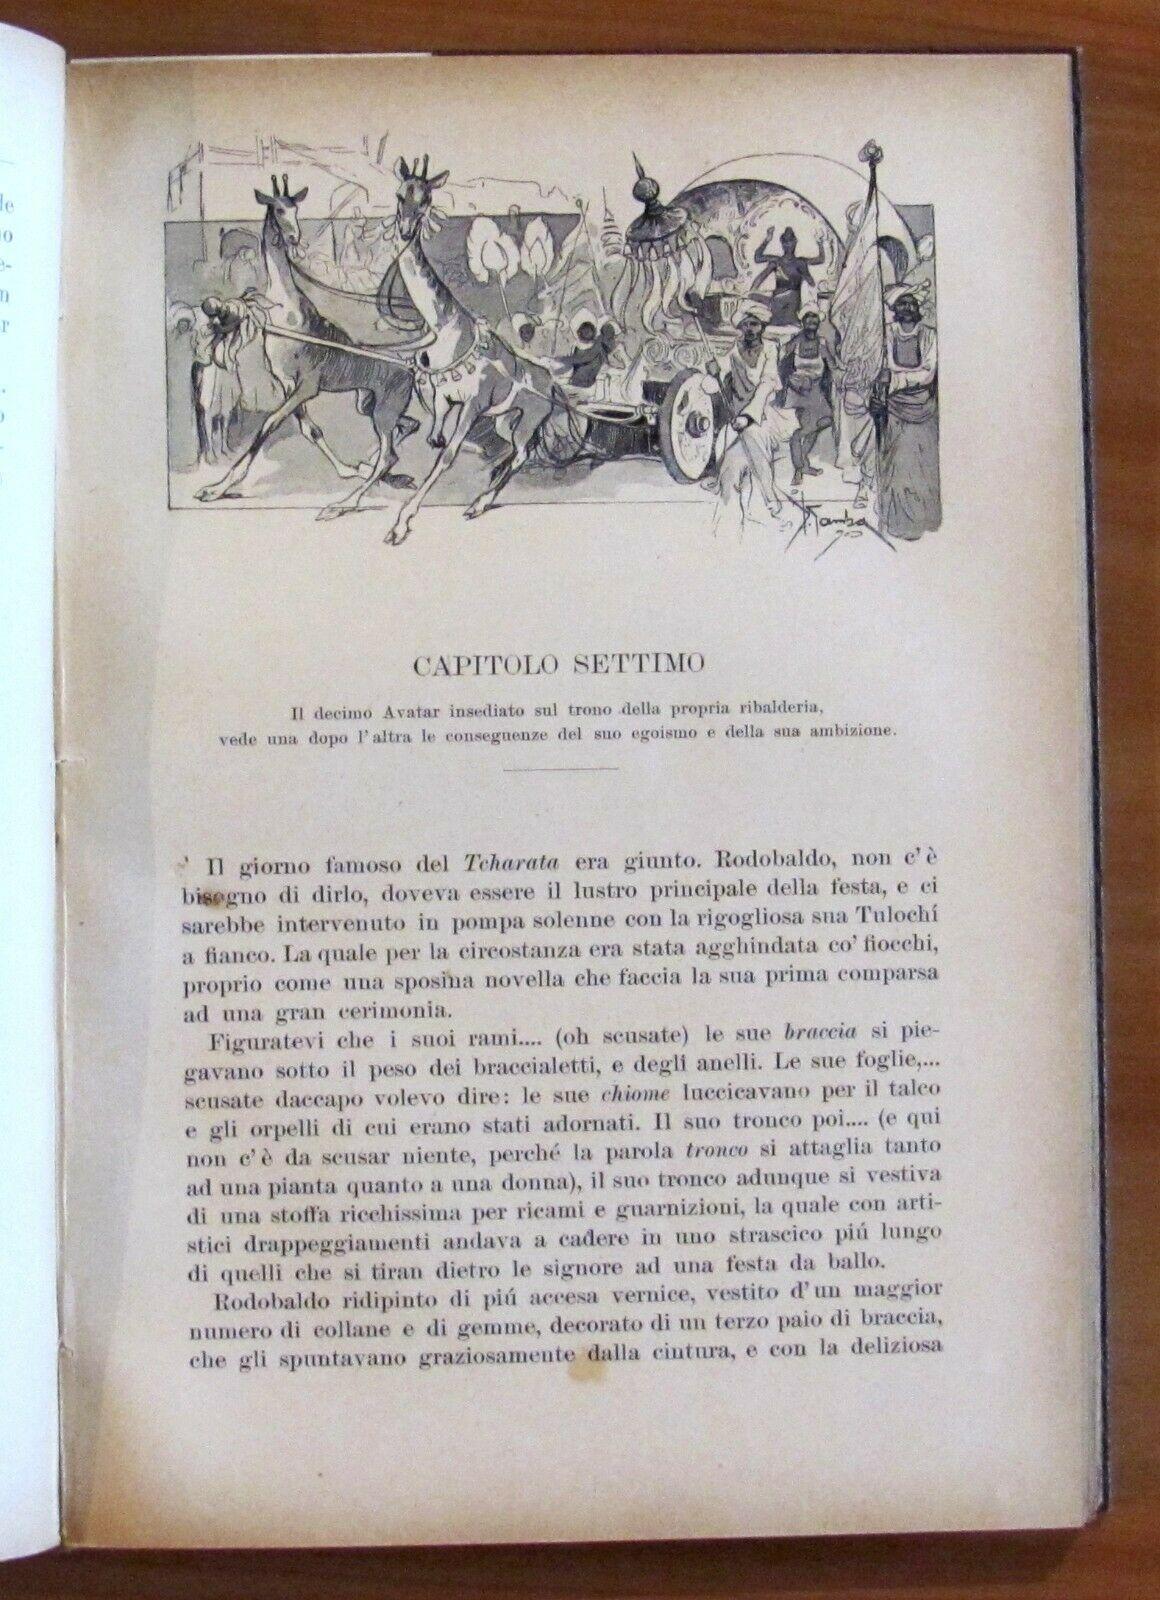 de
no
e-
n
r
.
o
-
CAPITOLO SETTIMO
Il decimo Avatar insediato sul trono della propria ribalderia,
vede una dopo l'altra le conseguenze del suo egoismo e della sua ambizione.
Il giorno famoso del Tcharata era giunto. Rodobaldo, non c'è
bisogno di dirlo, doveva essere il lustro principale della festa, e ci
sarebbe intervenuto in pompa solenne con la rigogliosa sua Tulochí
a fianco. La quale per la circostanza era stata agghindata co' fiocchi,
proprio come una sposina novella che faccia la sua prima comparsa
ad una gran cerimonia.
Figuratevi che i suoi rami.... (oh scusate) le sue braccia si pie-
gavano sotto il peso dei braccialetti, e degli anelli. Le sue foglie,...
scusate daccapo volevo dire: le sue chiome luccicavano per il talco
e gli orpelli di cui erano stati adornati. Il suo tronco poi.... (e qui
non c'è da scusar niente, perché la parola tronco si attaglia tanto
ad una pianta quanto a una donna), il suo tronco adunque si vestiva
di una stoffa ricchissima per ricami e guarnizioni, la quale con arti-
stici drappeggiamenti andava a cadere in uno strascico piú lungo
di quelli che si tiran dietro le signore ad una festa da ballo.
Rodobaldo ridipinto di piú accesa vernice, vestito d'un maggior
numero di collane e di gemme, decorato di un terzo paio di braccia,
che gli spuntavano graziosamente dalla cintura, e con la deliziosa